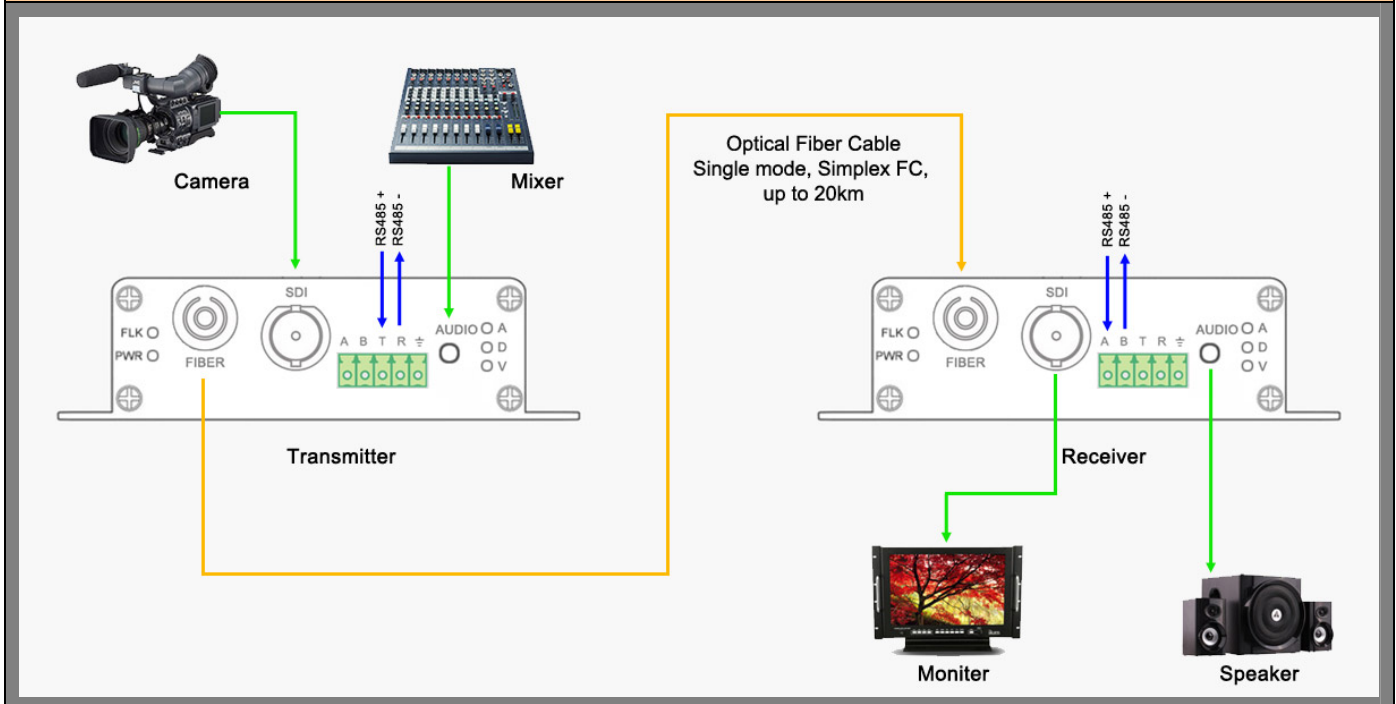 Camera
Mixer
Optical Fiber Cable
Single mode, Simplex FC,
up to 20km
RS485 +
RS485 -
FLK
PWR
FIBER
SDI
A B T R
AUDIO
A
D
V
Transmitter
RS485 +
RS485 -
FLK
PWR
FIBER
SDI
A B T R
AUDIO
A
D
V
Receiver
Moniter
Speaker